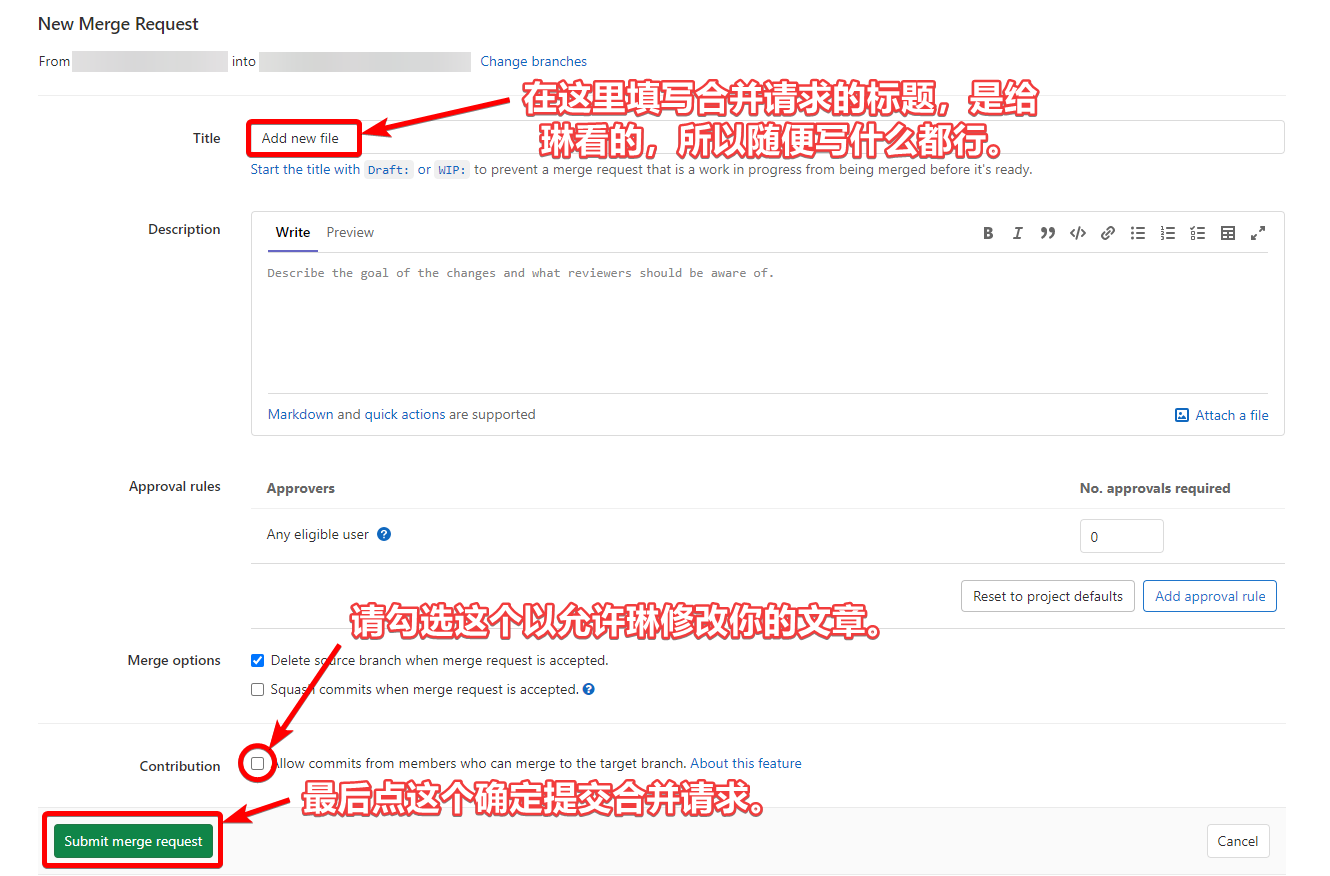 New Merge Request
From into Change branches
在这里填写合并请求的标题，是给
琳看的，所以随便写什么都行。
Title Add new file
Start the title with Draft: or WIP: to prevent a merge request that is a work in progress from being merged before it's ready.
Description
Write Preview
Describe the goal of the changes and what reviewers should be aware of.
Markdown and quick actions are supported Attach a file
Approval rules Approvers No. approvals required
Any eligible user 0
Reset to project defaults Add approval rule
请勾选这个以允许琳修改你的文章。
Merge options Delete source branch when merge request is accepted.
Squash commits when merge request is accepted.
Contribution Allow commits from members who can merge to the target branch. About this feature
最后点这个确定提交合并请求。
Submit merge request Cancel